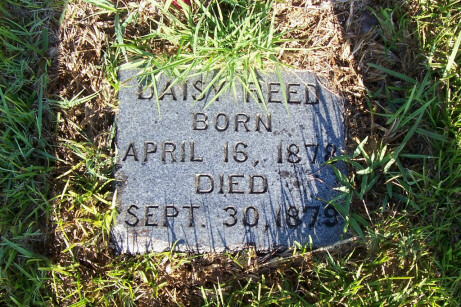 DAISY REED
BORN
APRIL 16,
DIED
SEPT. 30, 1879